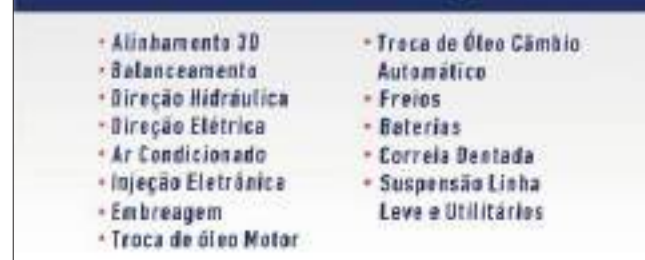 • Alinhamento 3D
• Balanceamento
• Direção Hidráulica
• Direção Elétrica
• Ar Condicionado
• Injeção Eletrônica
• Embreagem
• Troca de óleo Motor
• Troca de Óleo Câmbio
Automático
• Freios
• Baterias
• Correia Dentada
• Suspensão Linha
Leve e Utilitários